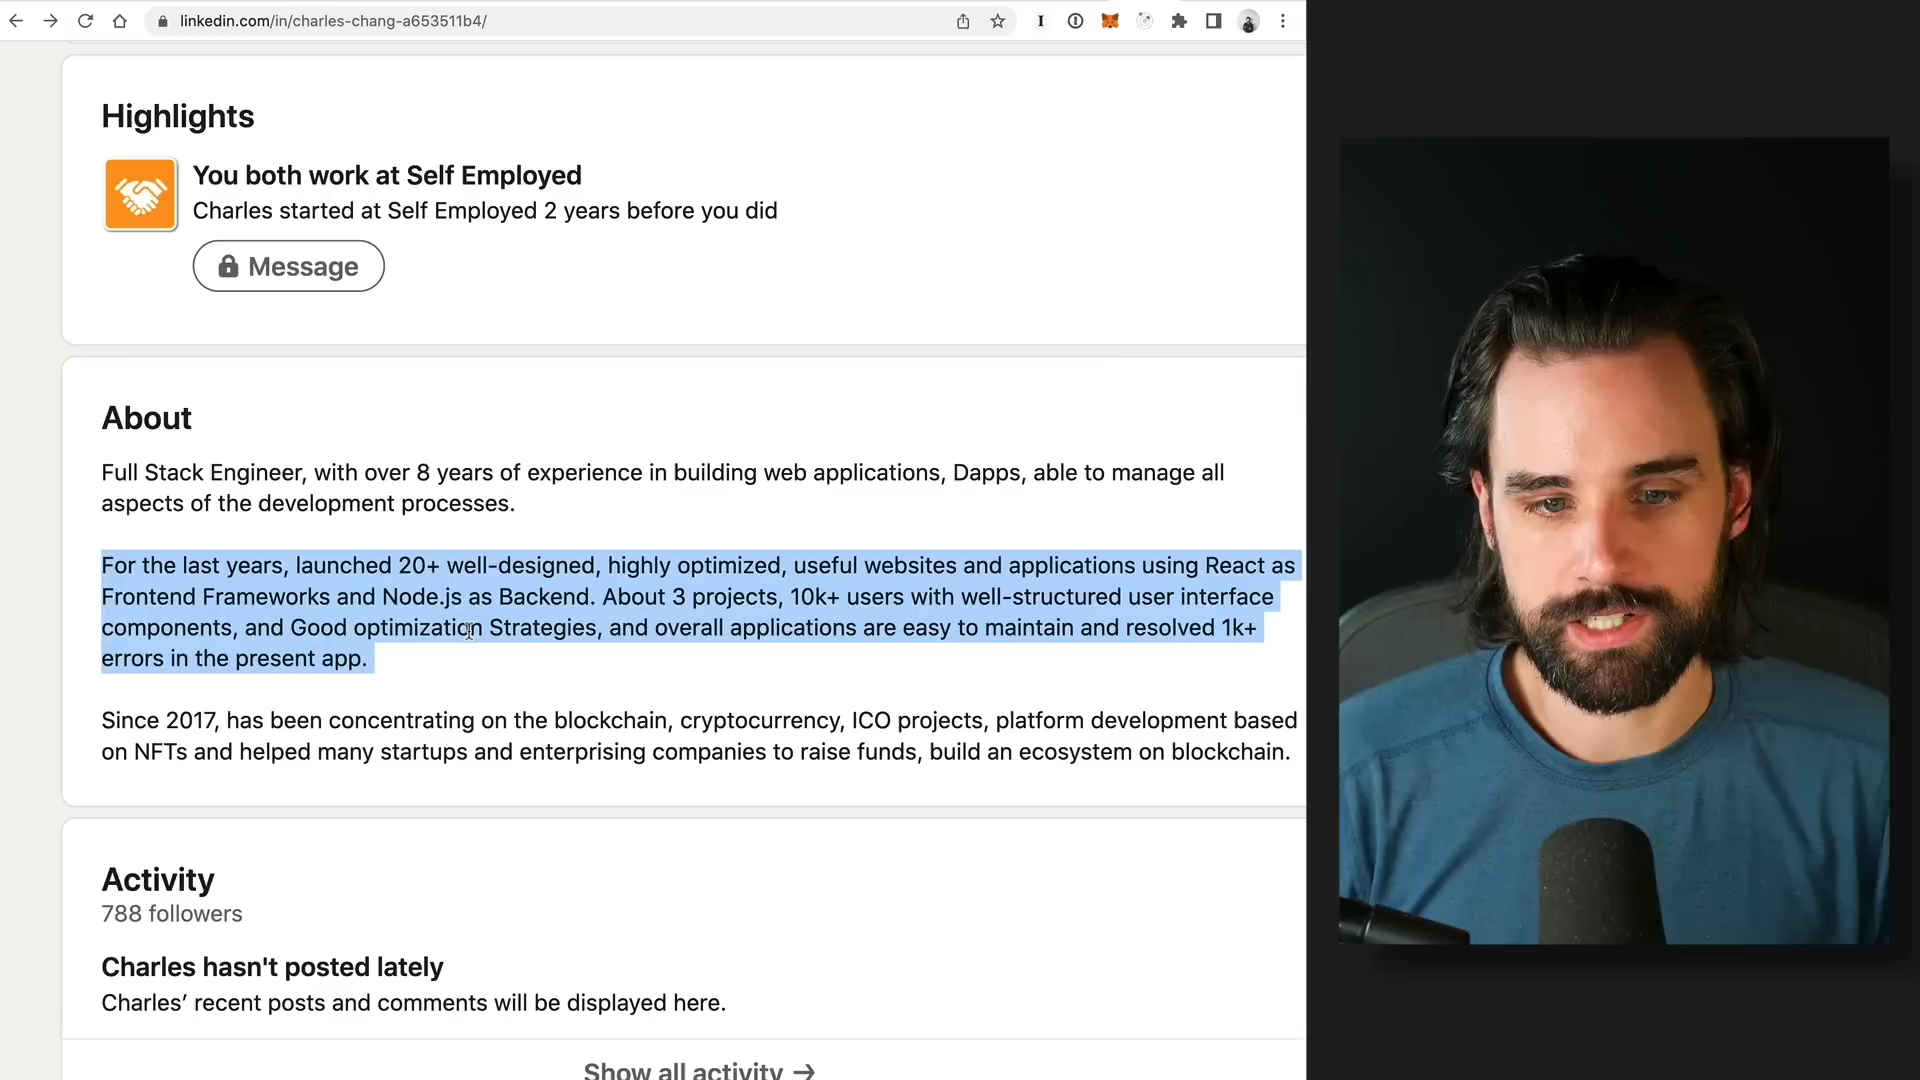 linkedin.com/in/charles-chang-a653511b4/
Highlights
You both work at Self Employed
Charles started at Self Employed 2 years before you did
Message
About
Full Stack Engineer, with over 8 years of experience in building web applications, Dapps, able to manage all
aspects of the development processes.
For the last years, launched 20+ well-designed, highly optimized, useful websites and applications using React as
Frontend Frameworks and Node.js as Backend. About 3 projects, 10k+ users with well-structured user interface
components, and Good optimization Strategies, and overall applications are easy to maintain and resolved 1k+
errors in the present app.
Since 2017, has been concentrating on the blockchain, cryptocurrency, ICO projects, platform development based
on NFTs and helped many startups and enterprising companies to raise funds, build an ecosystem on blockchain.
Activity
788 followers
Charles hasn't posted lately
Charles’ recent posts and comments will be displayed here.
Show all activity →